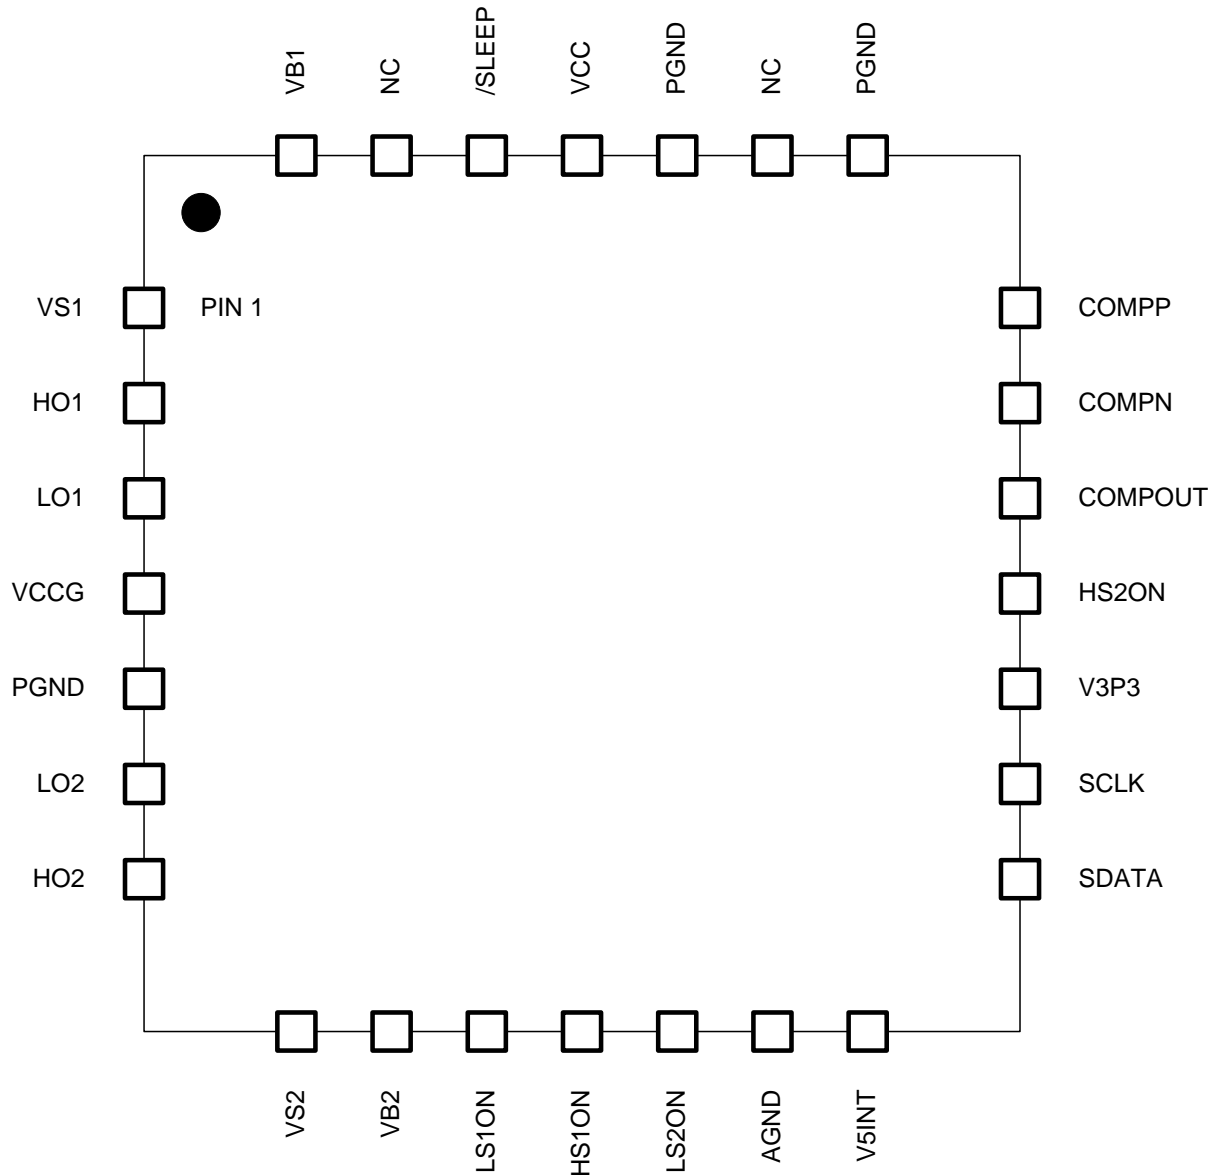 VB1
NC
/SLEEP
VCC
PGND
NC
PGND
VS1
PIN 1
COMPP
HO1
COMPN
LO1
COMPOUT
VCCG
HS2ON
PGND
V3P3
LO2
SCLK
HO2
SDATA
VS2
VB2
LS1ON
HS1ON
LS2ON
AGND
V5INT